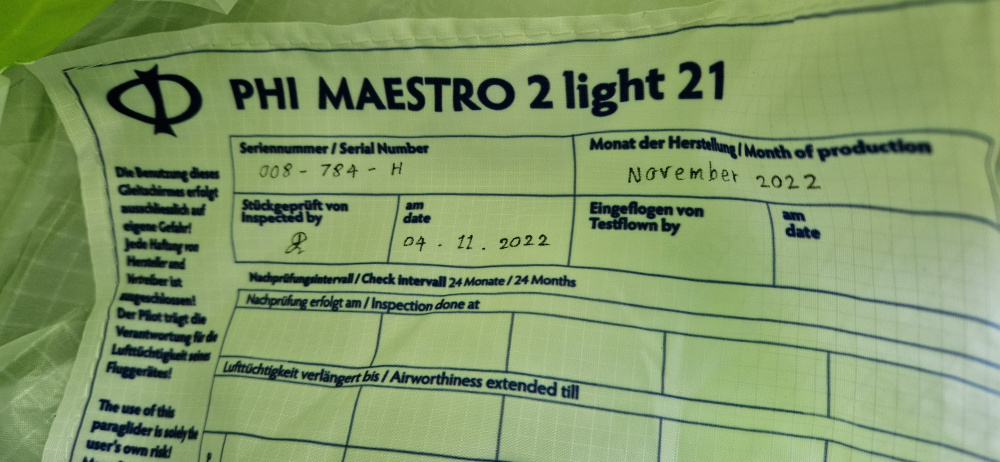 PHI MAESTRO 2 light 21
Seriennummer / Serial Number
008 - 784 - H
Monat der Herstellung / Month of production
November 2022
Stückgeprüft von
inspected by
am
date
04 . 11 . 2022
Eingeflogen von
Testflown by
am
date
Nachprüfungsintervall / Check intervall 24 Monate / 24 Months
Nachprüfung erfolgt am / Inspection done at
Lufttüchtigkeit verlängert bis / Airworthiness extended till
Die Benutzung dieses
Gleitschirmes erfolgt
ausschliesslich auf
eigene Gefahr!
Jede Haftung von
Hersteller und
Vertreiber ist
ausgeschlossen!
Der Pilot trägt die
Verantwortung für die
Lufttüchtigkeit seines
Fluggerätes!
The use of this
paraglider is solely the
user's own risk!